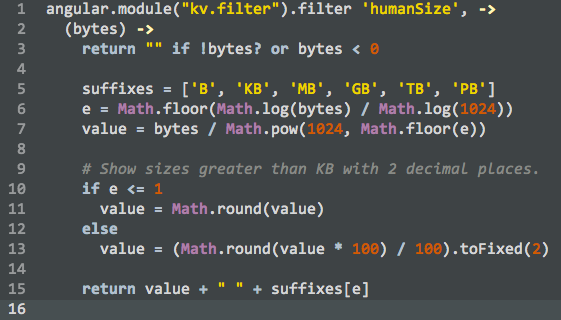 1 angular.module("kv.filter").filter 'humanSize', ->
2   (bytes) ->
3     return "" if !bytes? or bytes < 0
4
5     suffixes = ['B', 'KB', 'MB', 'GB', 'TB', 'PB']
6     e = Math.floor(Math.log(bytes) / Math.log(1024))
7     value = bytes / Math.pow(1024, Math.floor(e))
8
9     # Show sizes greater than KB with 2 decimal places.
10     if e <= 1
11       value = Math.round(value)
12     else
13       value = (Math.round(value * 100) / 100).toFixed(2)
14
15     return value + " " + suffixes[e]
16